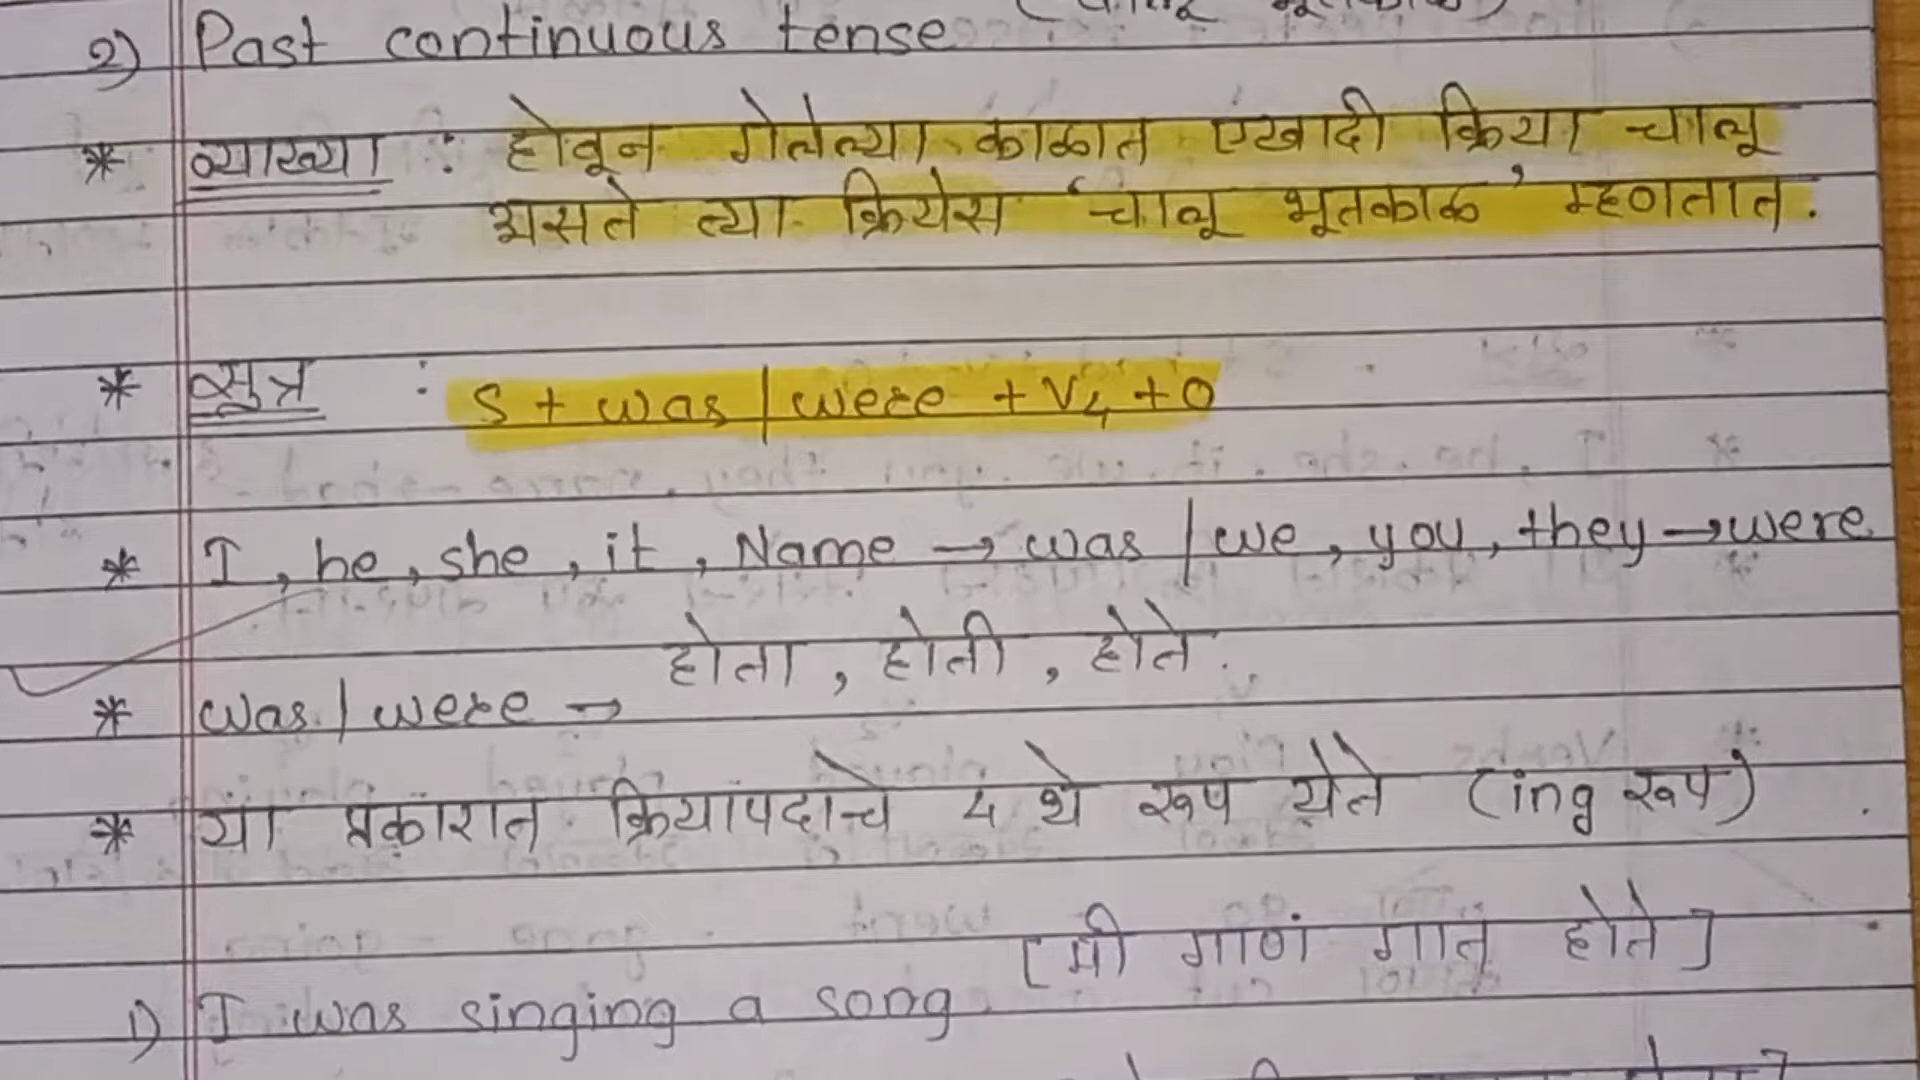 2) Past continuous tense (चालू भूतकाळ)
* व्याख्या : होवून गेलेल्या काळात एखादी क्रिया चालू
असते त्या क्रियेस 'चालू भूतकाळ' म्हणतात.
* सुत्र : S + was | were + V4 + O
* I, he, she, it, Name → was | we, you, they → were
होता, होती, होते.
* was | were →
* या प्रकारात क्रियापदाचे 4 थे रूप येते (ing रूप)
[मी गाणं गात होते]
1) I was singing a song.